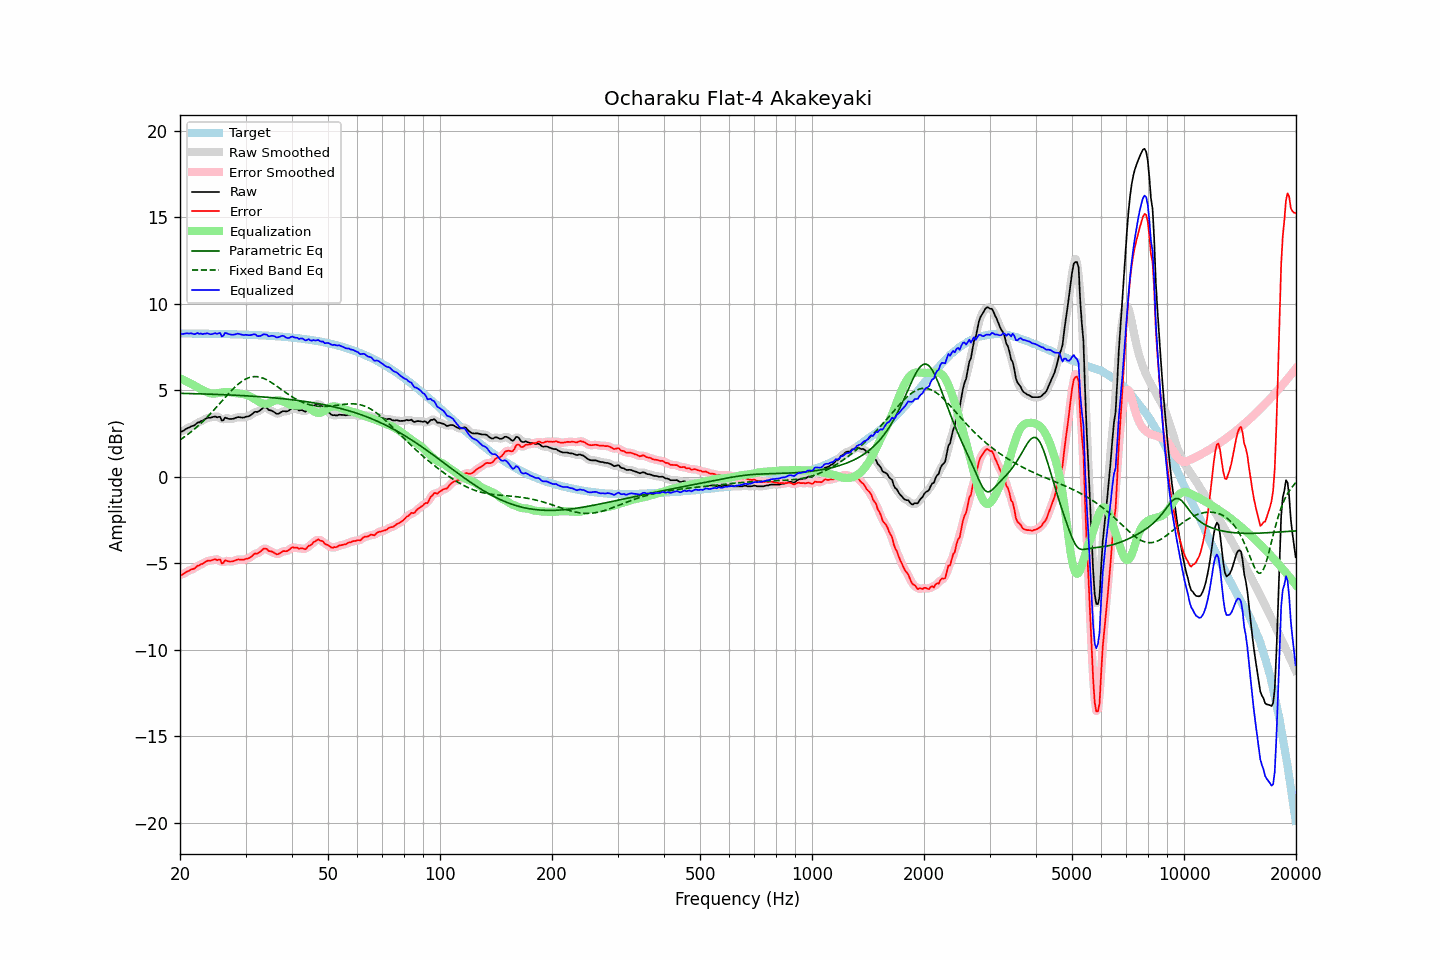 Ocharaku Flat-4 Akakeyaki
Target
Raw Smoothed
Error Smoothed
Raw
Error
Equalization
Parametric Eq
Fixed Band Eq
Equalized
20
15
10
5
0
−5
−10
−15
−20
Amplitude (dBr)
20
50
100
200
500
1000
2000
5000
10000
20000
Frequency (Hz)